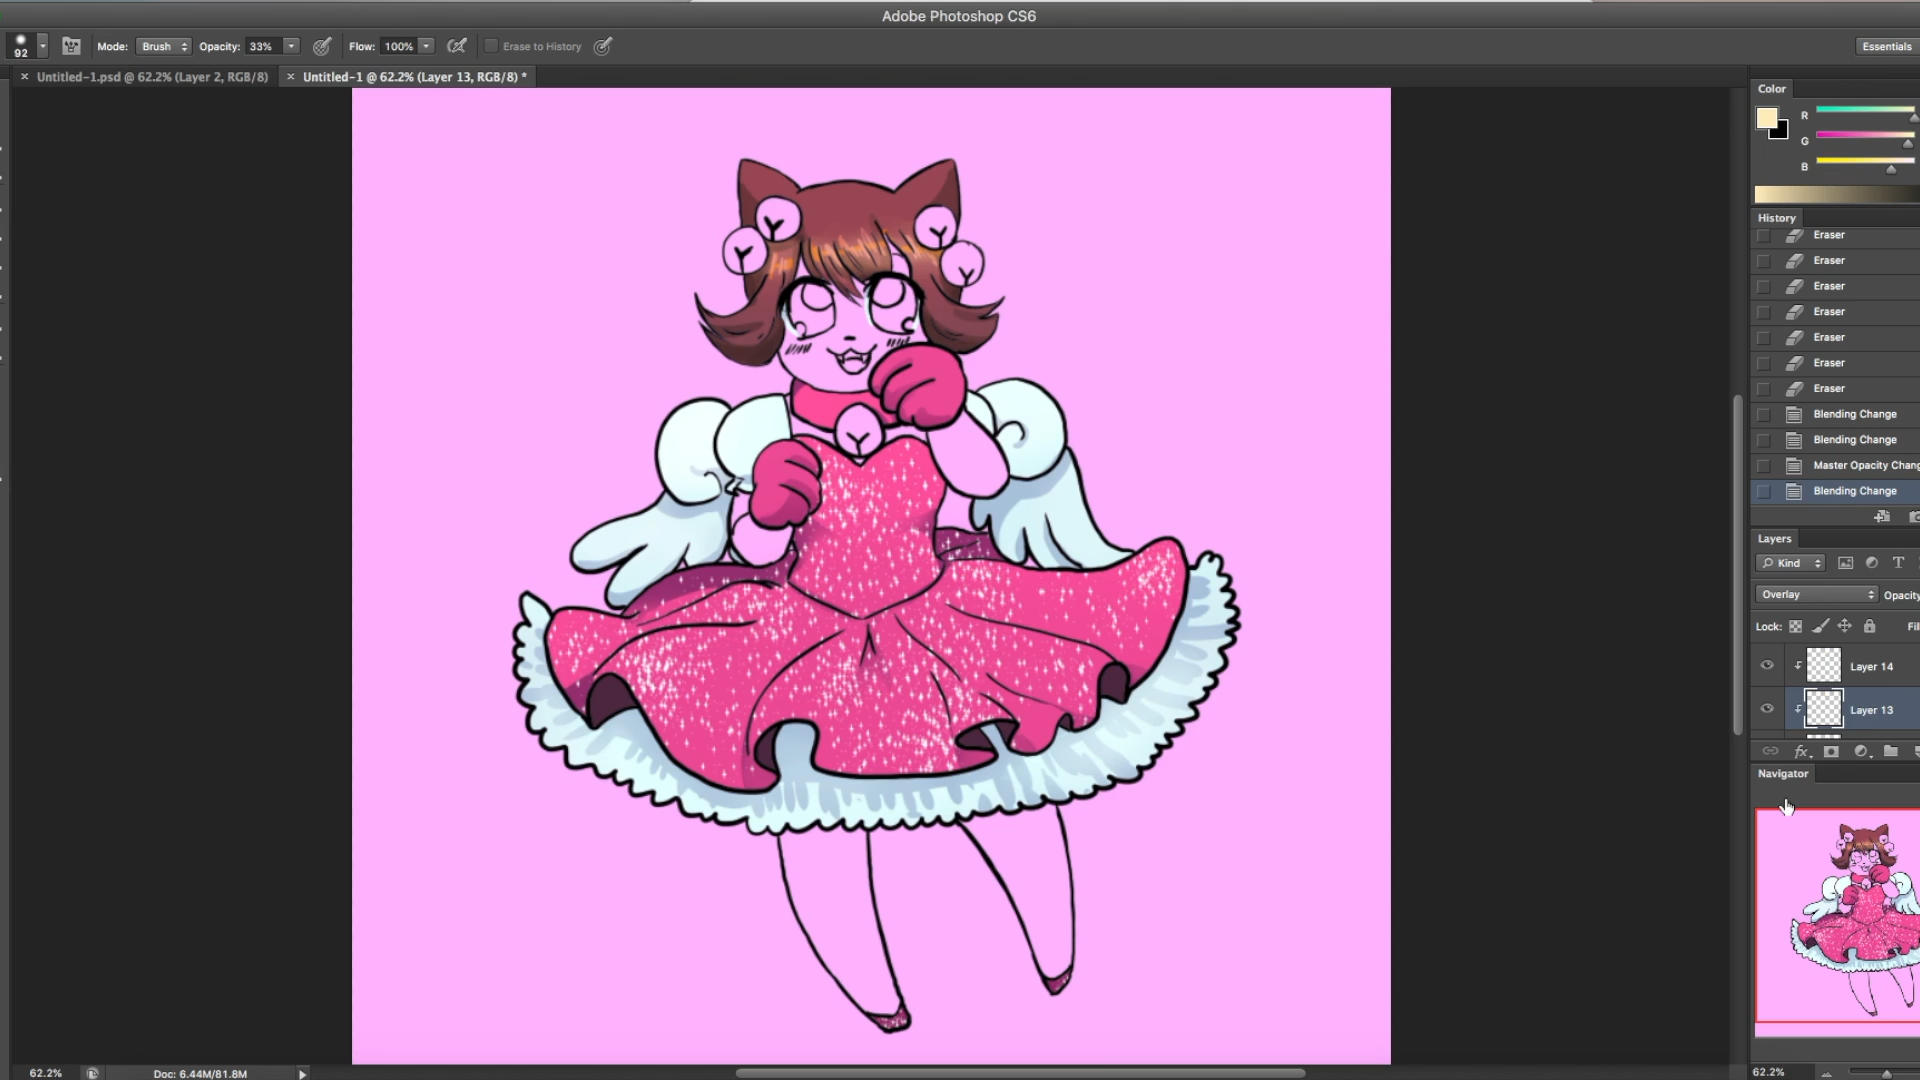 Adobe Photoshop CS6
92 Mode: Brush Opacity: 33% Flow: 100% Erase to History Essentials
× Untitled-1.psd @ 62.2% (Layer 2, RGB/8) × Untitled-1 @ 62.2% (Layer 13, RGB/8) *
Color
R
G
B
History
Eraser
Eraser
Eraser
Eraser
Eraser
Eraser
Eraser
Blending Change
Blending Change
Master Opacity Chang
Blending Change
Layers
Kind T
Overlay Opacity
Lock: Fil
Layer 14
Layer 13
fx
Navigator
62.2% Doc: 6.44M/81.8M 62.2%